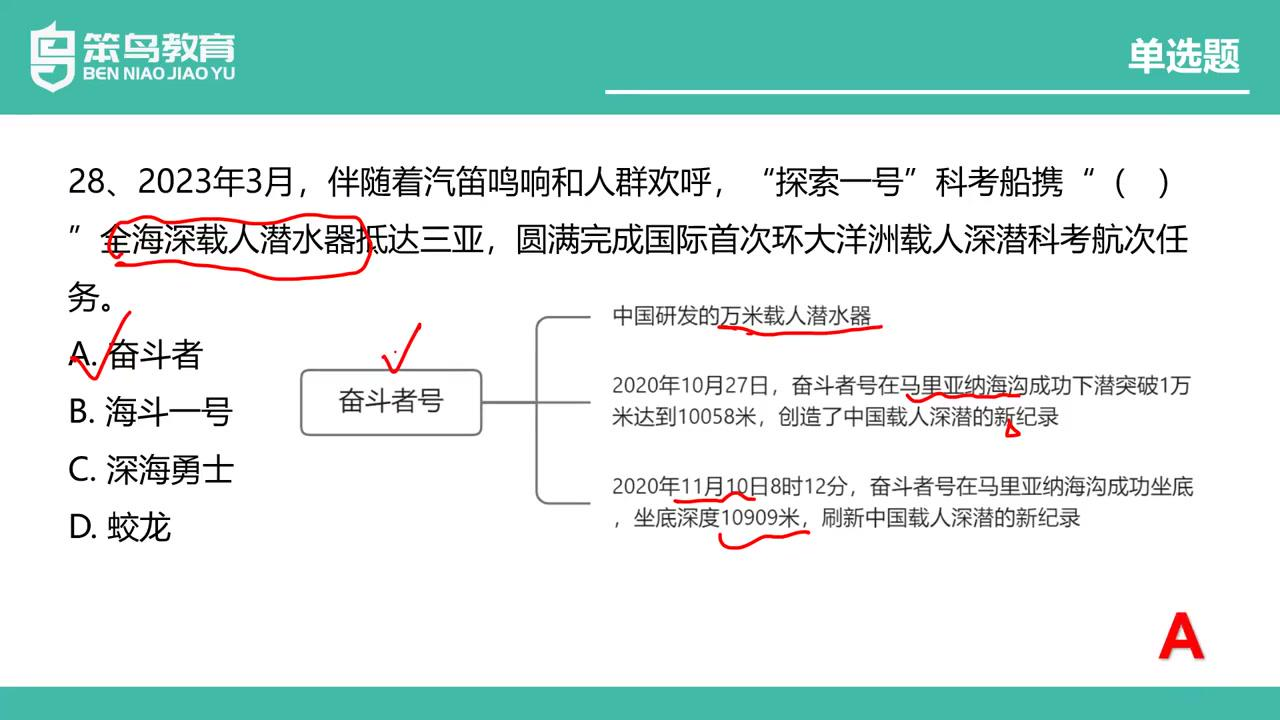 笨鸟教育
BEN NIAO JIAO YU
单选题
28、2023年3月，伴随着汽笛鸣响和人群欢呼，“探索一号”科考船携“（ ）
”全海深载人潜水器抵达三亚，圆满完成国际首次环大洋洲载人深潜科考航次任
务。
A. 奋斗者
B. 海斗一号
C. 深海勇士
D. 蛟龙
奋斗者号
中国研发的万米载人潜水器
2020年10月27日，奋斗者号在马里亚纳海沟成功下潜突破1万
米达到10058米，创造了中国载人深潜的新纪录
2020年11月10日8时12分，奋斗者号在马里亚纳海沟成功坐底
，坐底深度10909米，刷新中国载人深潜的新纪录
A